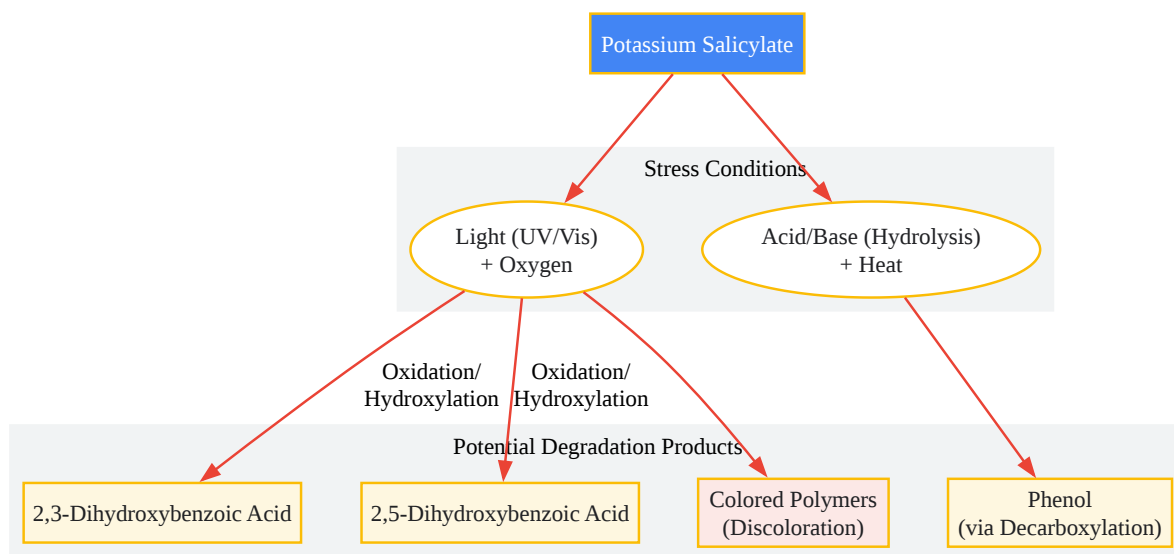 Potassium Salicylate
Stress Conditions
Light (UV/Vis)
+ Oxygen
Acid/Base (Hydrolysis)
+ Heat
Oxidation/
Hydroxylation
Oxidation/
Hydroxylation
Potential Degradation Products
2,3-Dihydroxybenzoic Acid
2,5-Dihydroxybenzoic Acid
Colored Polymers
(Discoloration)
Phenol
(via Decarboxylation)